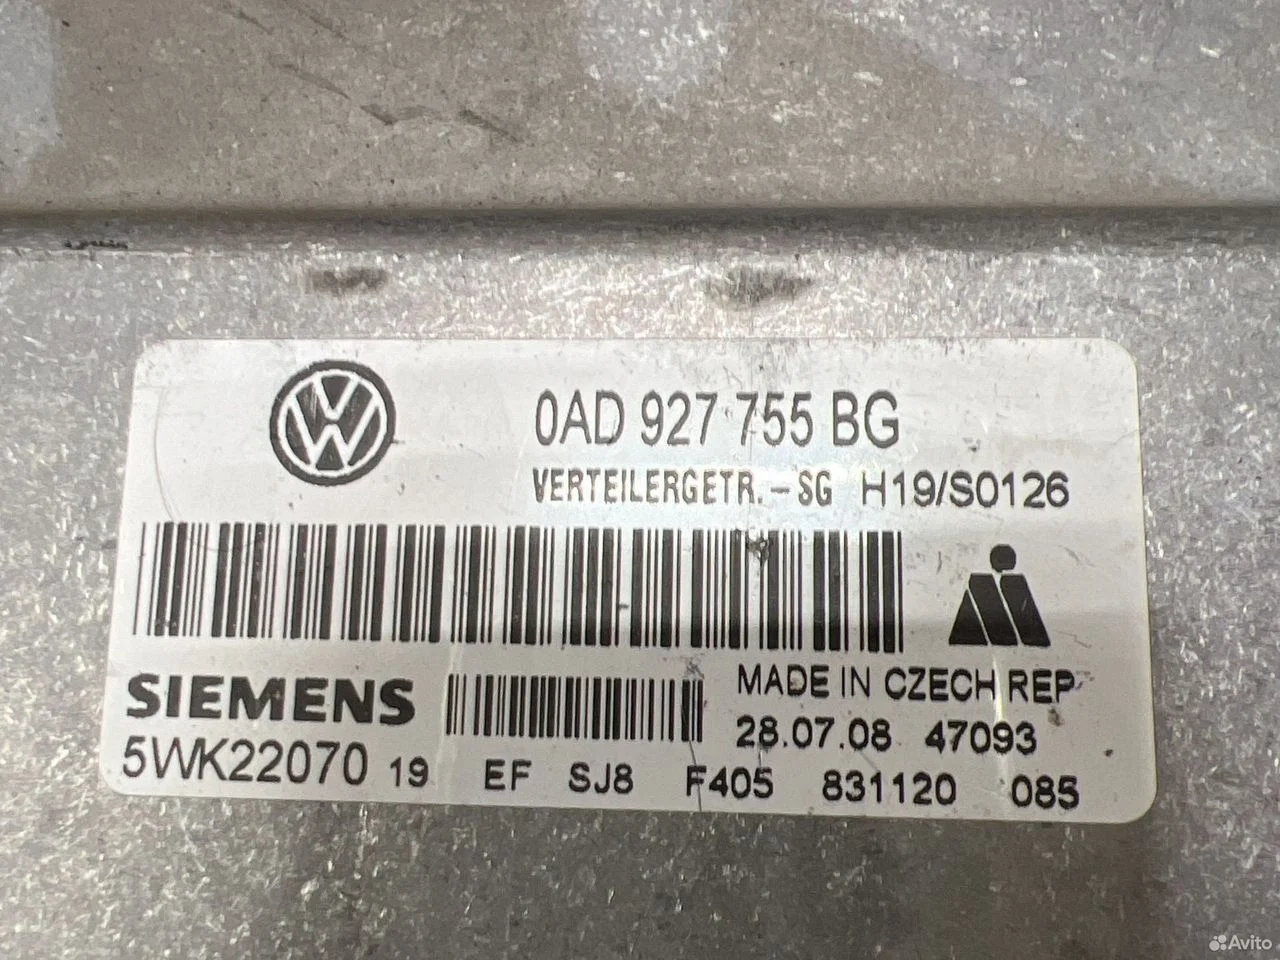 0AD 927 755 BG
VERTEILERGETR.-SG H19/S0126
SIEMENS
MADE IN CZECH REP
28.07.08 47093
5WK22070 19 EF SJ8 F405 831120 085
Avito